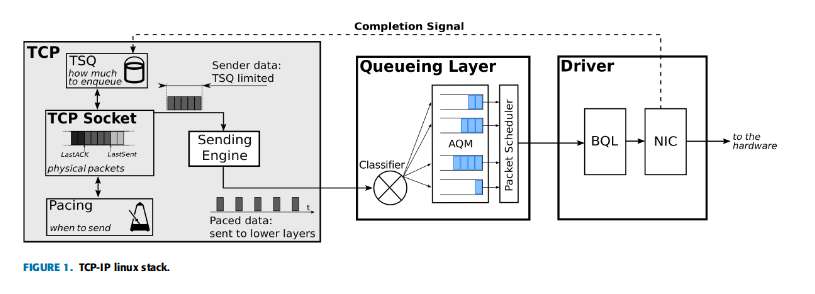 Completion Signal
TCP
TSQ
how much
to enqueue
Sender data:
TSQ limited
TCP Socket
LastACK
LastSent
physical packets
Sending
Engine
Pacing
when to send
t
Paced data:
sent to lower layers
Queueing Layer
Classifier
AQM
Packet Scheduler
Driver
BQL
NIC
to the
hardware
FIGURE 1. TCP-IP linux stack.